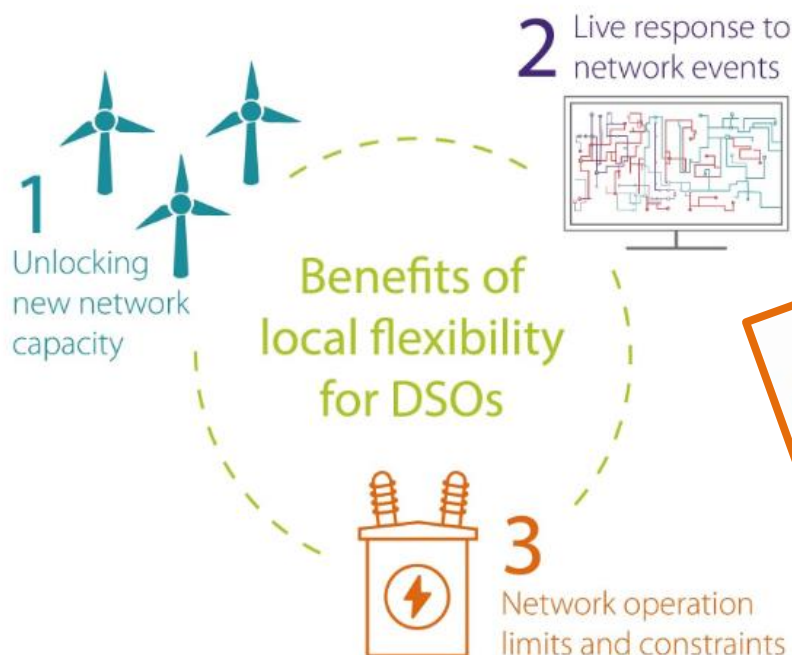 1
Unlocking
new network
capacity
2
Live response to
network events
Benefits of
local flexibility
for DSOs
3
Network operation
limits and constraints